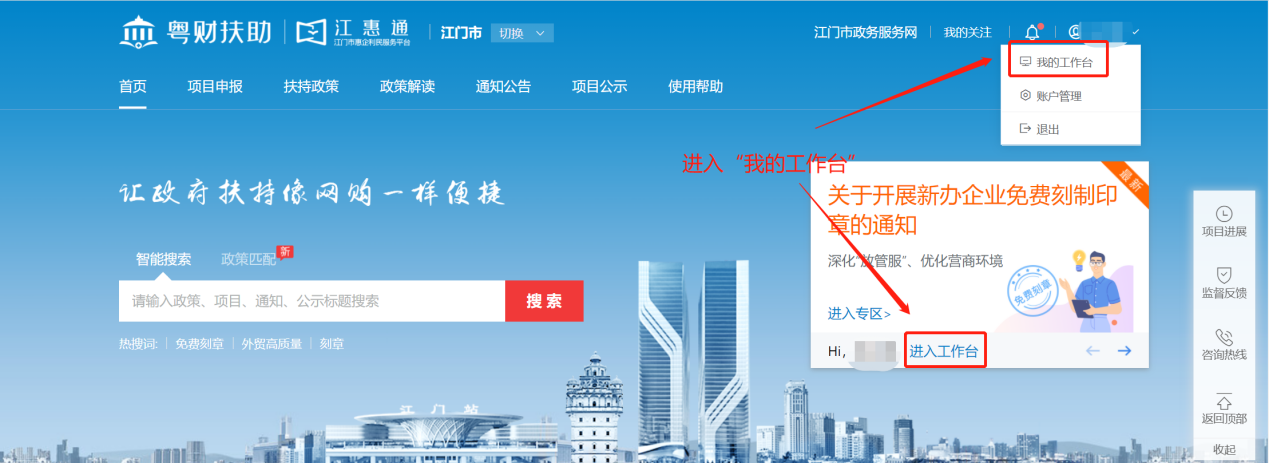 粤财扶助
江惠通
江门市惠企利民服务平台
江门市
切换
江门市政务服务网
我的关注
我的工作台
账户管理
退出
首页 项目申报 扶持政策 政策解读 通知公告 项目公示 使用帮助
进入“我的工作台”
让政府扶持像网购一样便捷
最新
关于开展新办企业免费刻制印
章的通知
深化“放管服”、优化营商环境
免费刻章
进入专区>
Hi,
进入工作台
智能搜索 政策匹配 新
请输入政策、项目、通知、公示标题搜索
搜索
热搜词: 免费刻章 外贸高质量 刻章
江门站
项目进展
监督反馈
咨询热线
返回顶部
收起